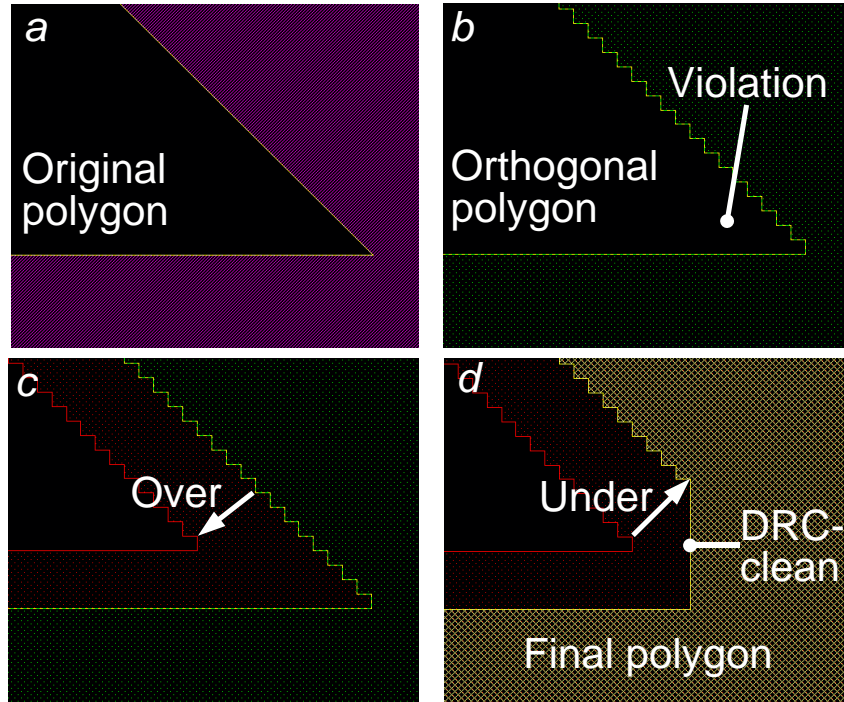 a
Original
polygon
b
Violation
Orthogonal
polygon
c
Over
d
Under
DRC-
clean
Final polygon